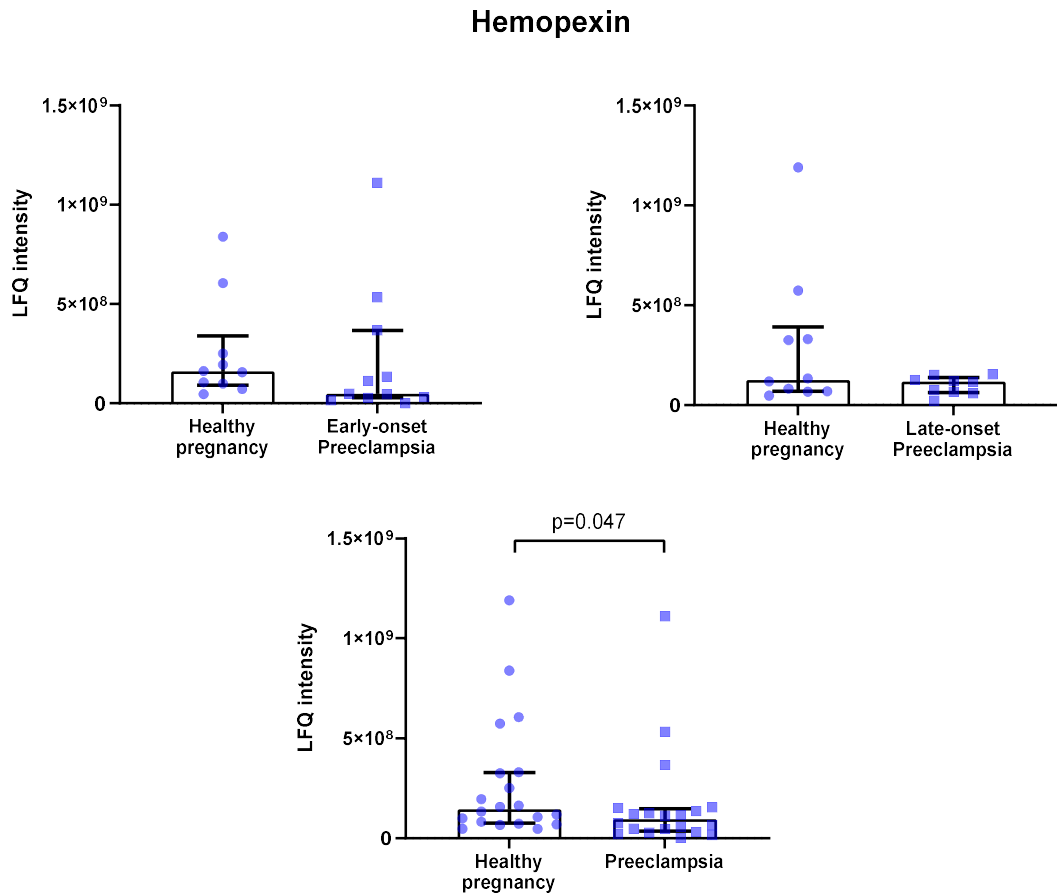 Hemopexin
1.5×10⁹
1×10⁹
5×10⁸
0
LFQ intensity
Healthy
pregnancy
Early-onset
Preeclampsia
1.5×10⁹
1×10⁹
5×10⁸
0
LFQ intensity
Healthy
pregnancy
Late-onset
Preeclampsia
p=0.047
1.5×10⁹
1×10⁹
5×10⁸
0
LFQ intensity
Healthy
pregnancy
Preeclampsia